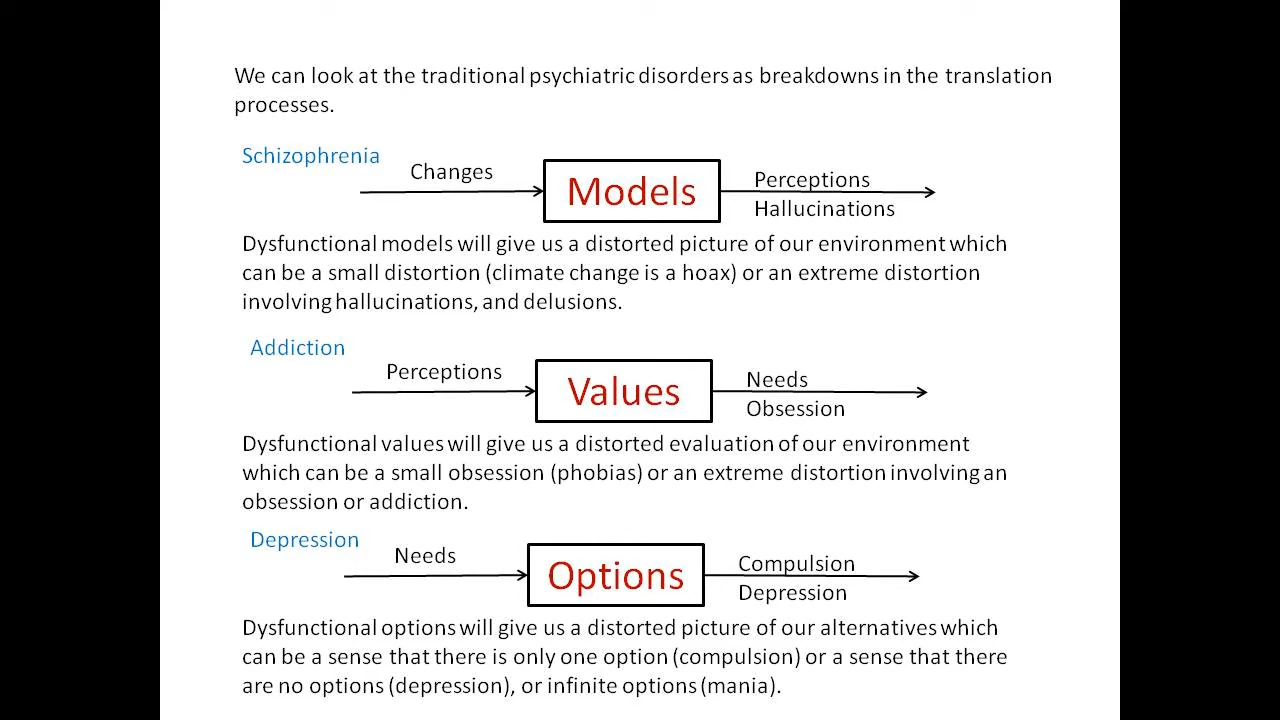 We can look at the traditional psychiatric disorders as breakdowns in the translation
processes.
Schizophrenia
Changes
Models
Perceptions
Hallucinations
Dysfunctional models will give us a distorted picture of our environment which
can be a small distortion (climate change is a hoax) or an extreme distortion
involving hallucinations, and delusions.
Addiction
Perceptions
Values
Needs
Obsession
Dysfunctional values will give us a distorted evaluation of our environment
which can be a small obsession (phobias) or an extreme distortion involving an
obsession or addiction.
Depression
Needs
Options
Compulsion
Depression
Dysfunctional options will give us a distorted picture of our alternatives which
can be a sense that there is only one option (compulsion) or a sense that there
are no options (depression), or infinite options (mania).